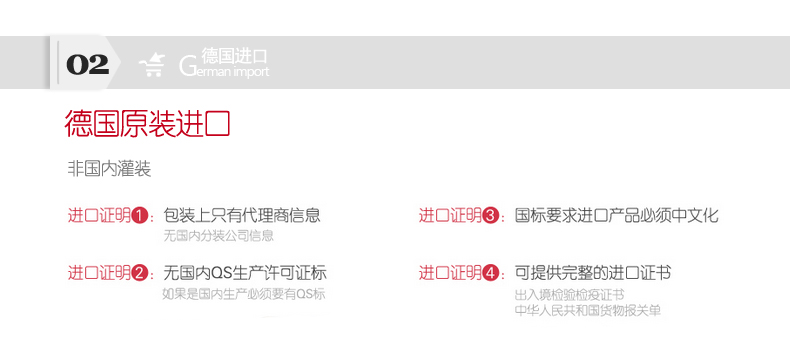 02
德国进口
German import
德国原装进口
非国内灌装
进口证明1：包装上只有代理商信息
无国内分装公司信息
进口证明2：无国内QS生产许可证标
如果是国内生产必须要有QS标
进口证明3：国标要求进口产品必须中文化
进口证明4：可提供完整的进口证书
出入境检验检疫证书
中华人民共和国货物报关单